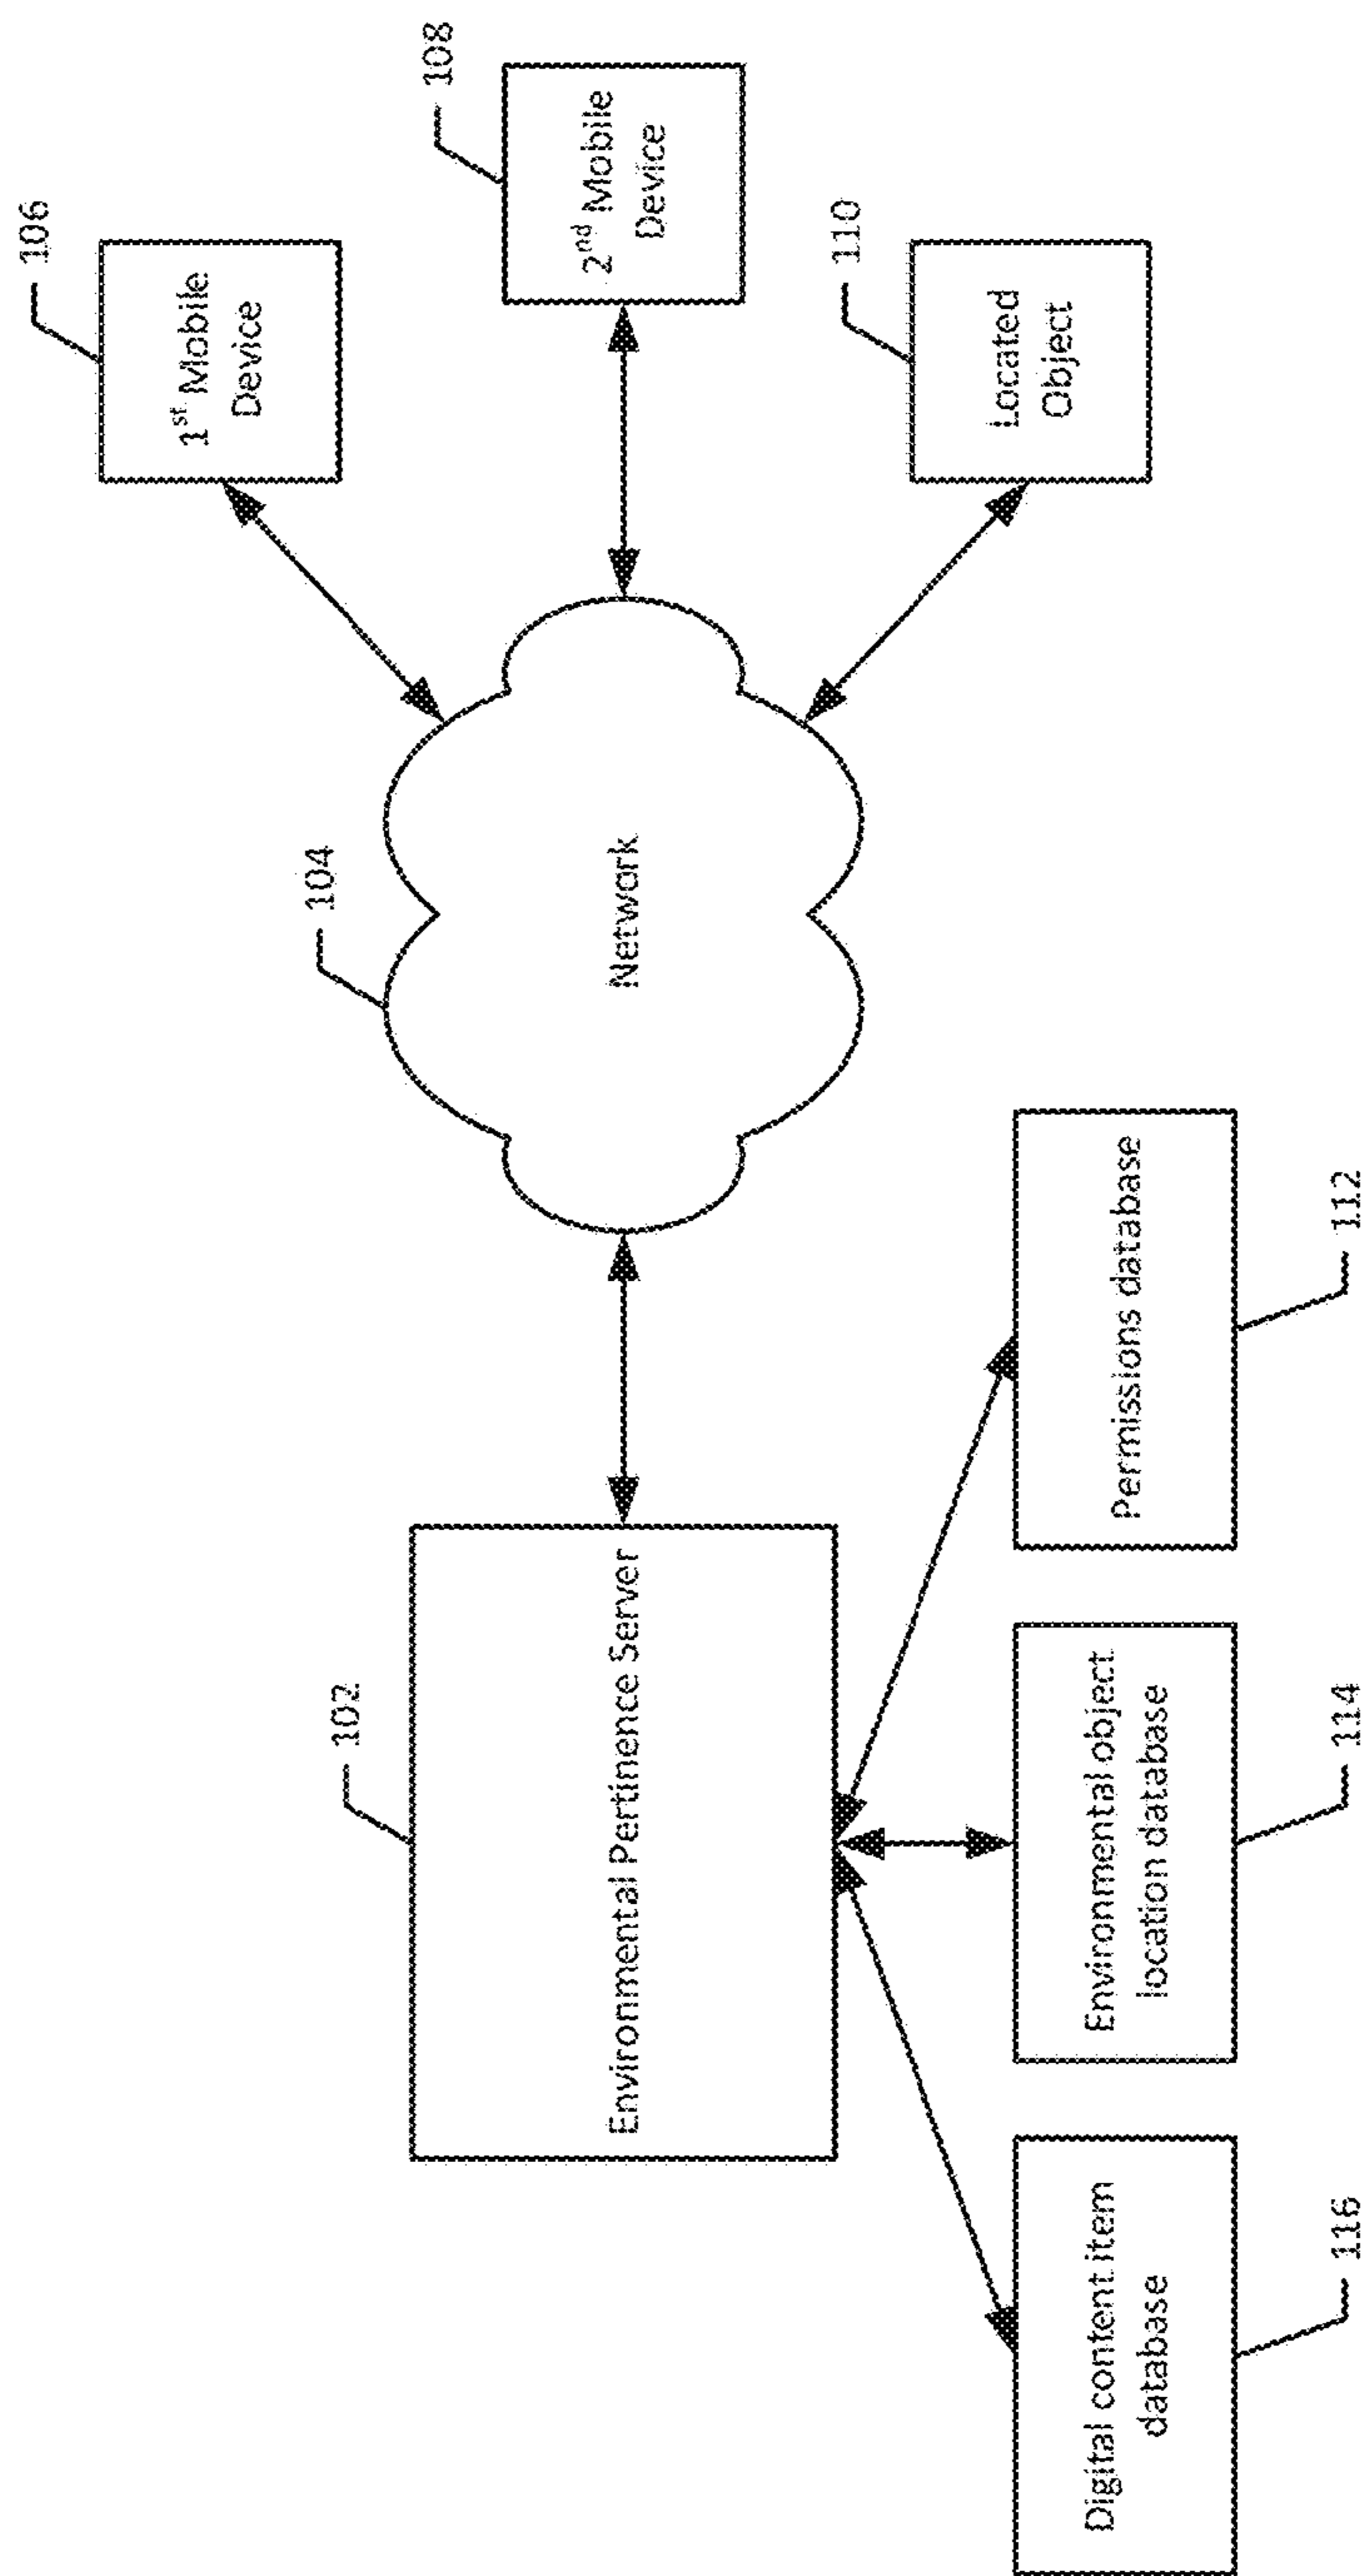 106
1st Mobile
Device
108
2nd Mobile
Device
110
Located
Object
104
Network
102
Environmental Pertinence Server
Digital content item
database
116
Environmental object
location database
114
Permissions database
112